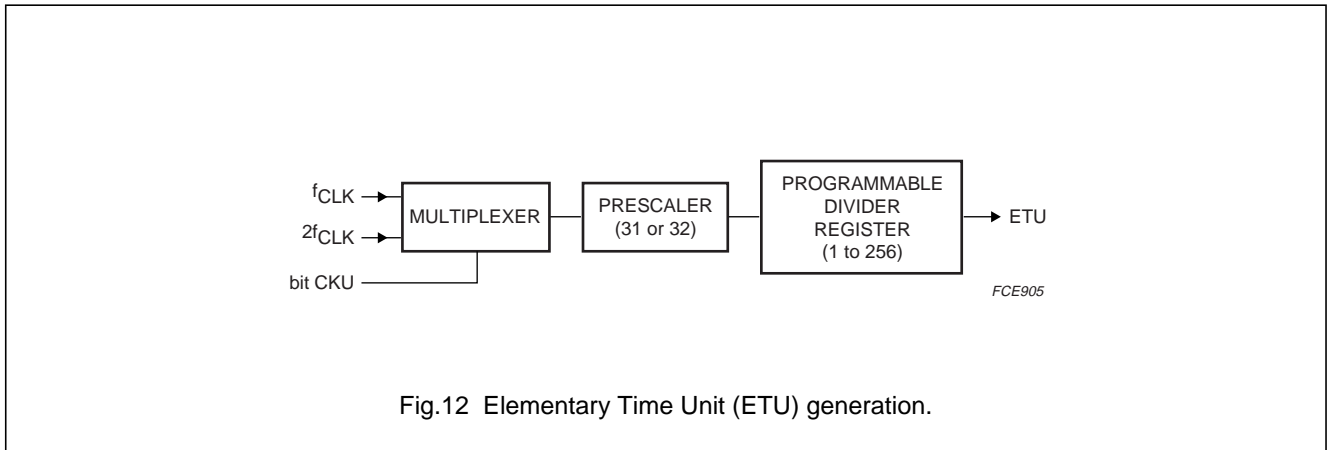 fCLK
2fCLK
bit CKU
MULTIPLEXER
PRESCALER
(31 or 32)
PROGRAMMABLE
DIVIDER
REGISTER
(1 to 256)
ETU
FCE905
Fig.12 Elementary Time Unit (ETU) generation.